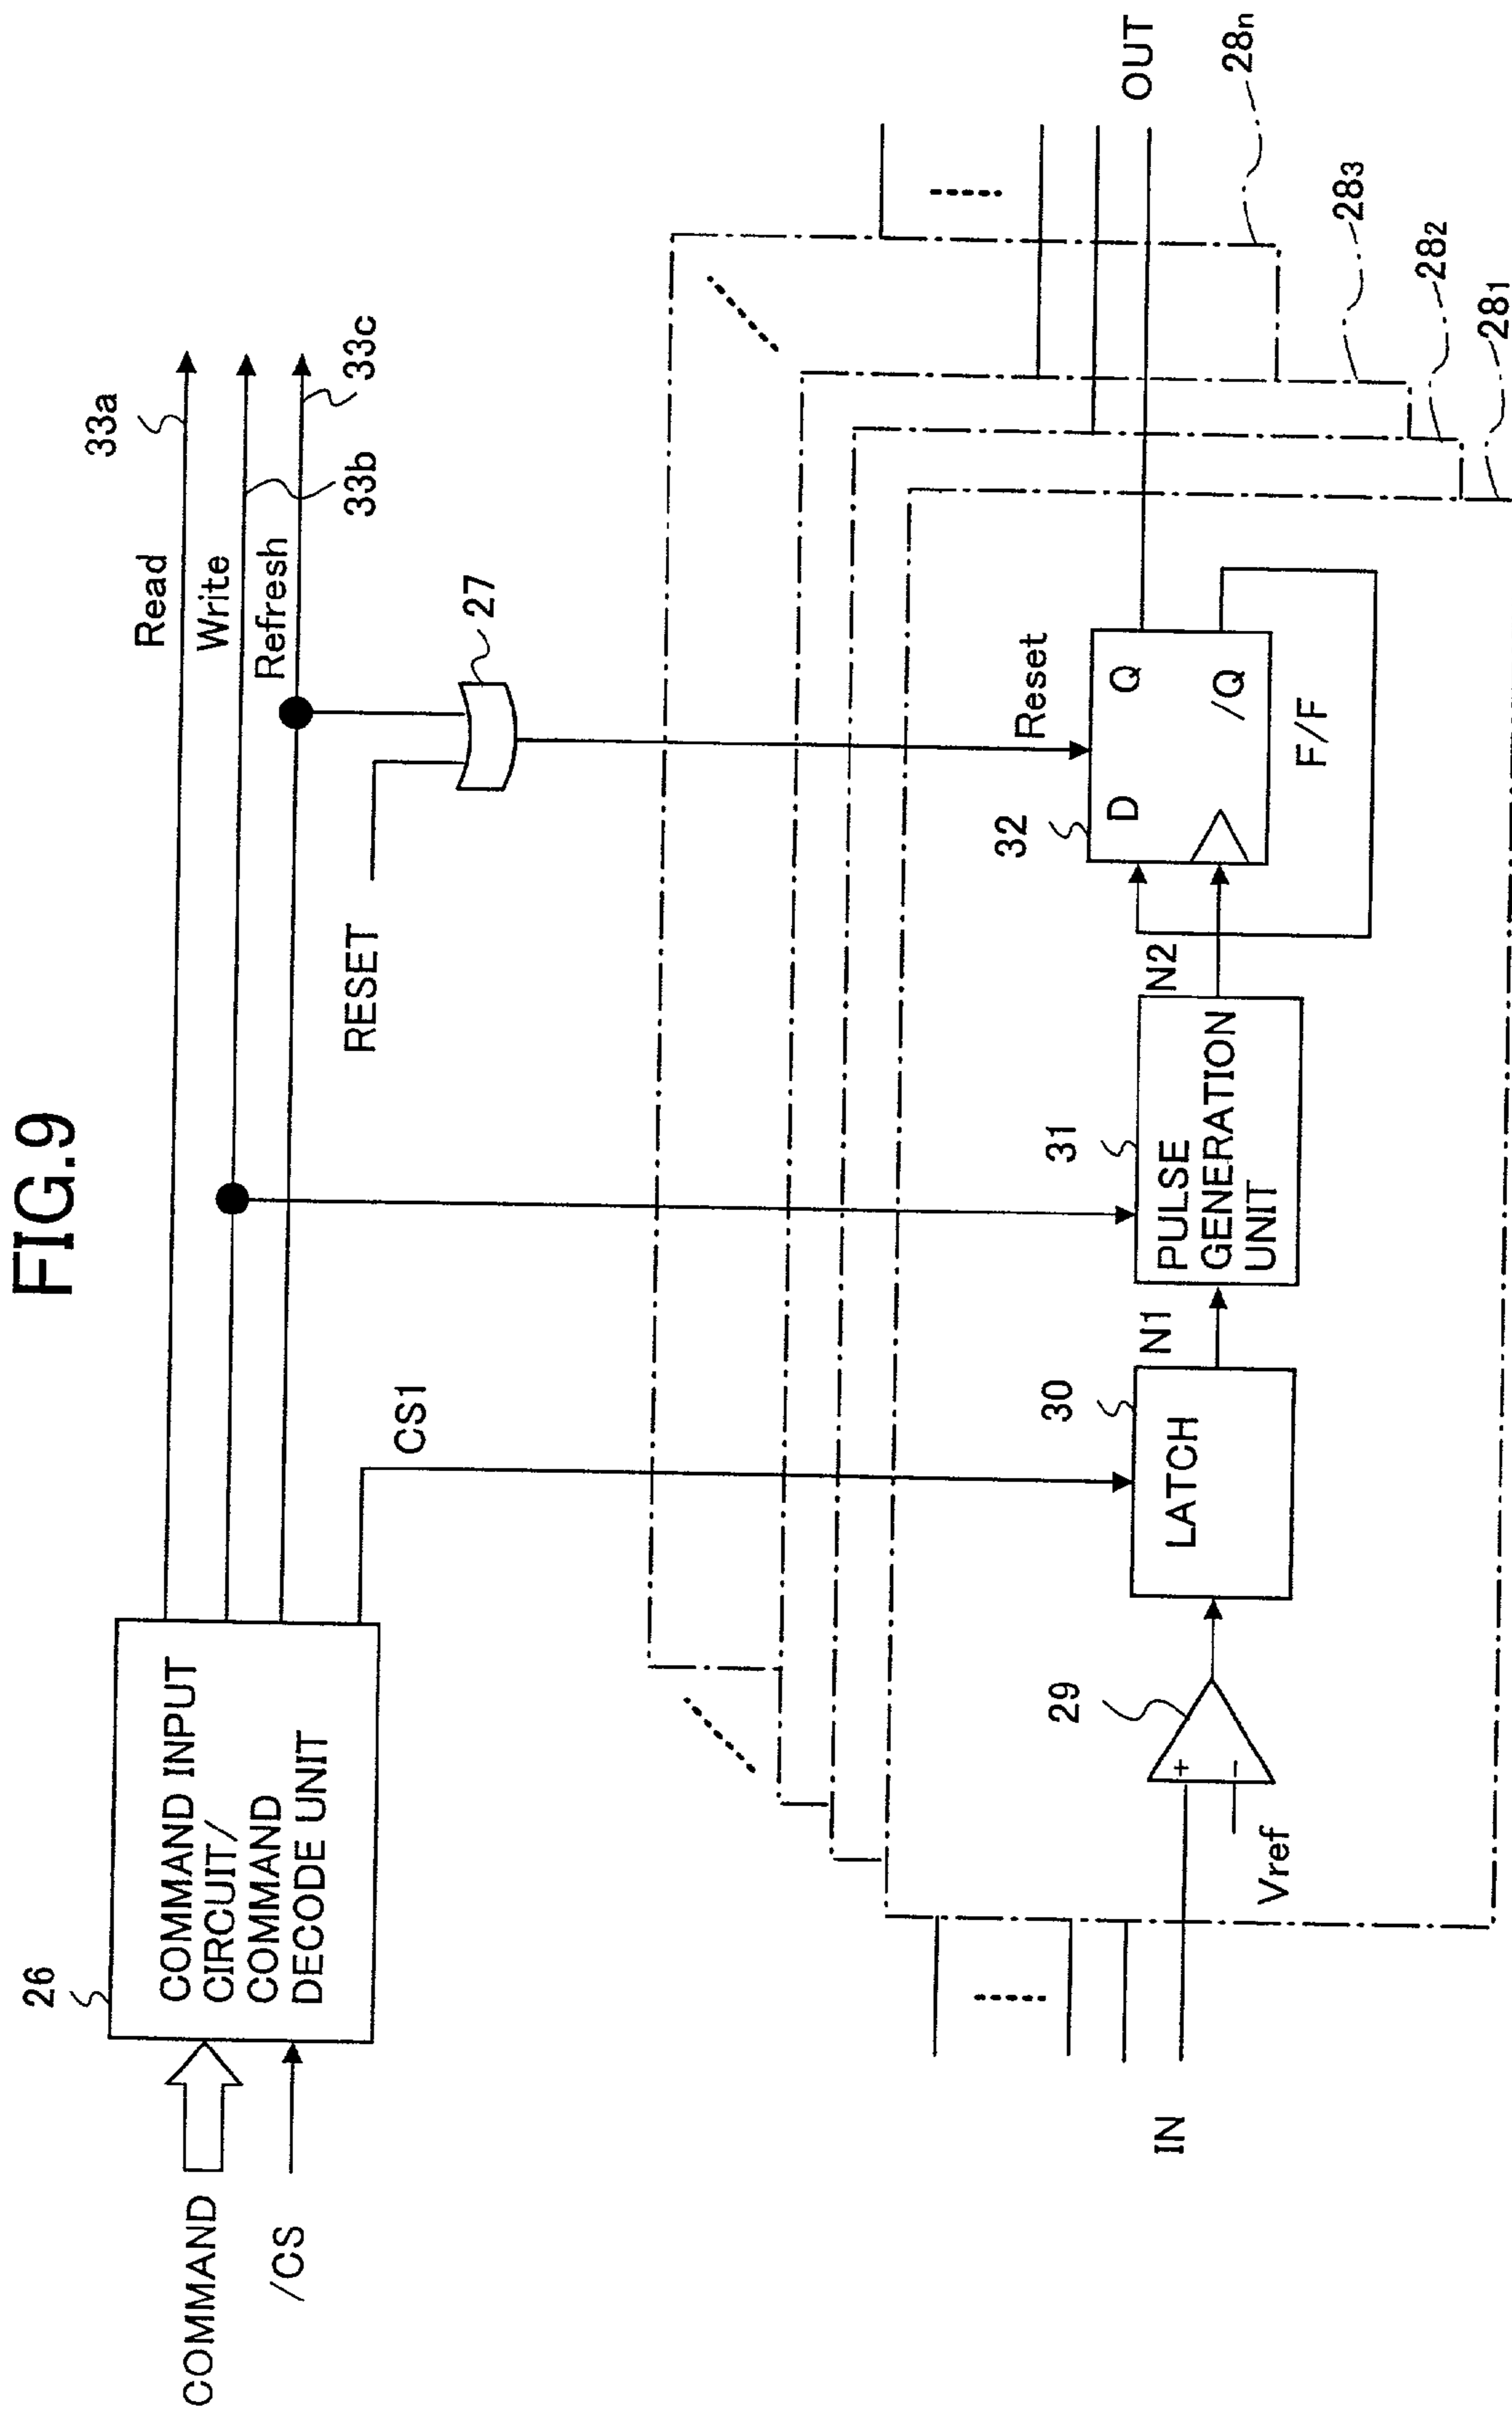 FIG.9
COMMAND
/CS
26
COMMAND INPUT
CIRCUIT/
COMMAND
DECODE UNIT
Read
33a
Write
33b
Refresh
33c
CS1
RESET
27
IN
Vref
29
+
-
30
LATCH
N1
31
PULSE
GENERATION
UNIT
N2
32
Reset
D
Q
/Q
F/F
OUT
28n
283
282
281